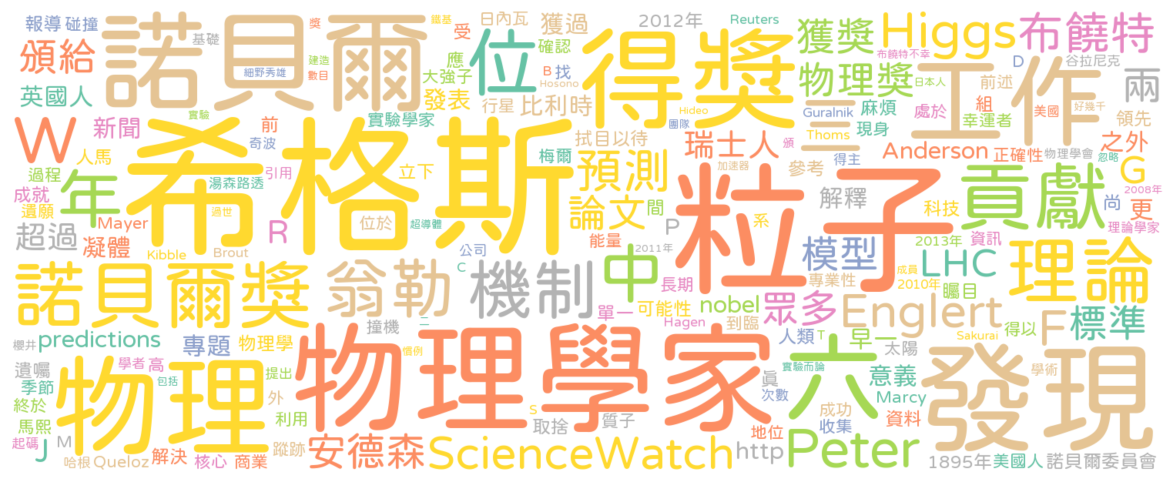 報導 碰撞 諾貝爾 獎 鐵基 日內瓦 獲過 2012年 Reuters 獲獎 Higgs 布饒特
頒給 基礎 建造 受 位 確認 得獎 布饒特不幸 谷拉尼克
英國人 細野秀雄 數目 大強子 應 B 找 物理獎 日本人 D 前述 兩
實驗 發表 行星 比利時 Hosono Hideo Guralnik 麻煩 工作 美國 好幾千
W 新聞 前 實驗學家 拭目以待 團隊 三 Thoms 處於 組 幸運者 領先
人馬 奇波 希格斯 梅爾 瑞士人 頒 得主 現身 Anderson 正確性 物理學會 忽略 之外
過程 湯森路透 引用 立下 預測 加速器 參考 G
成就 年 粒子 解釋 貢獻 2008年
遺願 Mayer 過世 位於 超導體 論文 間 P 系 科技 尚 更
超過 凝體 R 理論學家
Kibble Brout 公司 能量 2011年 模型 2013年 資訊 理論
諾貝爾獎 翁勒 機制 C 中 長期 專業性 成員 2010年 LHC 矚目
單一 可能性 nobel 眾多 Englert F 標準
櫻井 predictions 專題 物理學 撞機 二 Hagen 到臨 人類 T 早一 Sakurai 得以
遺囑 學者 高 提出 慣例 物理學家 六 太陽 實驗而論 學術
季節 物理 包括 眞 次數 意義 發現
終於 外 Marcy
馬熙 利用 S 取捨 質子 成功 收集 資料
起碼 J M 蹤跡 安德森 ScienceWatch 地位 Peter
哈根 Queloz 解決 核心 商業 http 1895年 美國人 諾貝爾委員會